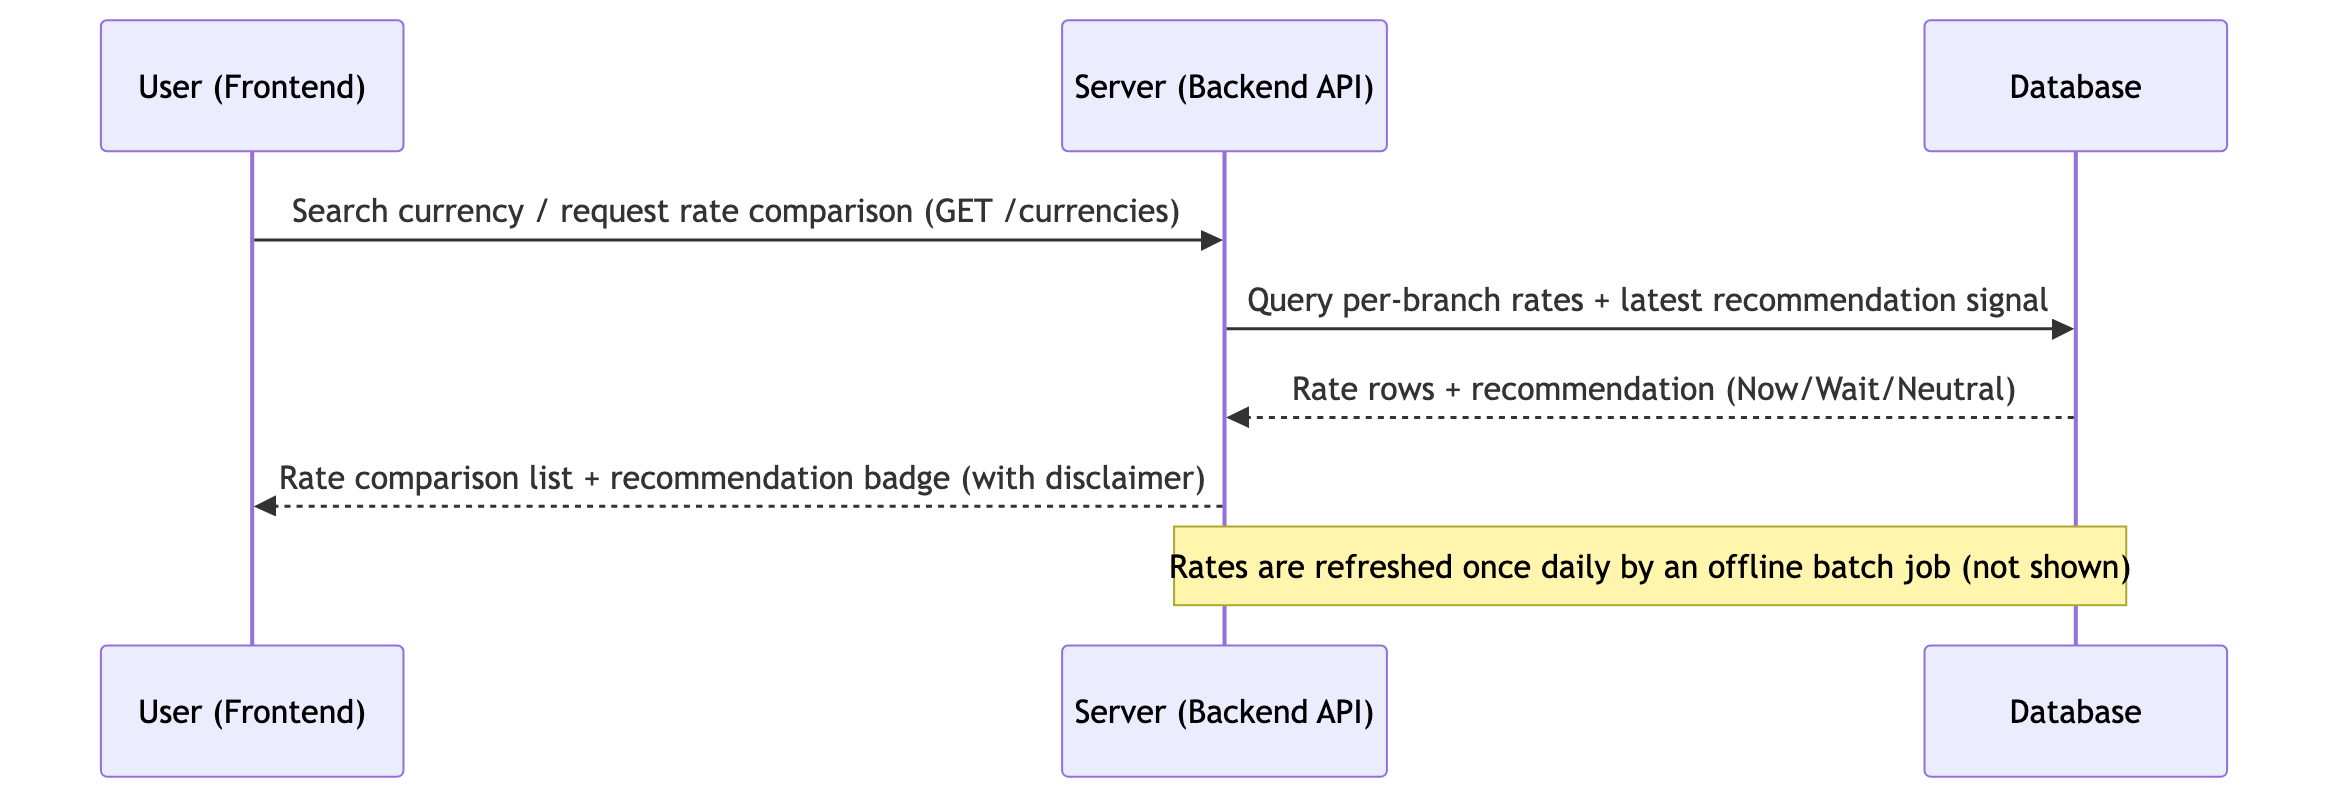 User (Frontend)
Server (Backend API)
Database
Search currency / request rate comparison (GET /currencies)
Query per-branch rates + latest recommendation signal
Rate rows + recommendation (Now/Wait/Neutral)
Rate comparison list + recommendation badge (with disclaimer)
Rates are refreshed once daily by an offline batch job (not shown)
User (Frontend)
Server (Backend API)
Database